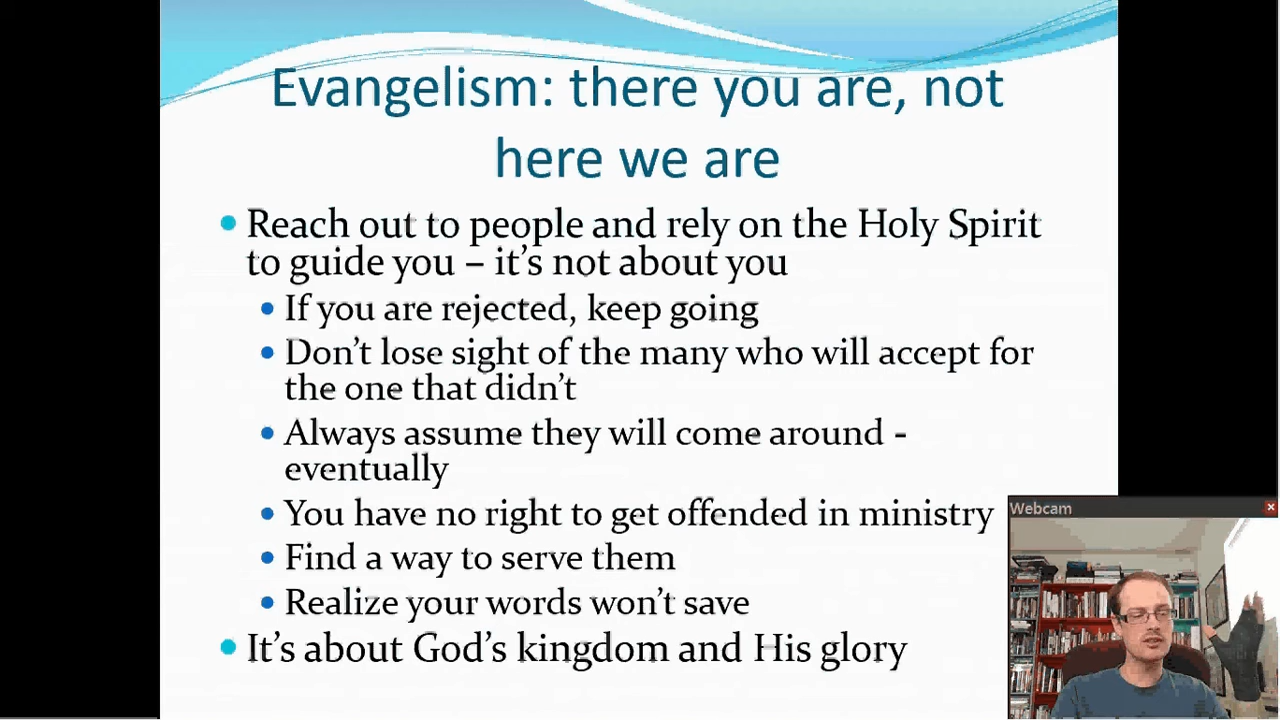 Evangelism: there you are, not
here we are
Reach out to people and rely on the Holy Spirit
to guide you – it's not about you
If you are rejected, keep going
Don't lose sight of the many who will accept for
the one that didn't
Always assume they will come around -
eventually
You have no right to get offended in ministry
Find a way to serve them
Realize your words won't save
It's about God's kingdom and His glory
Webcam